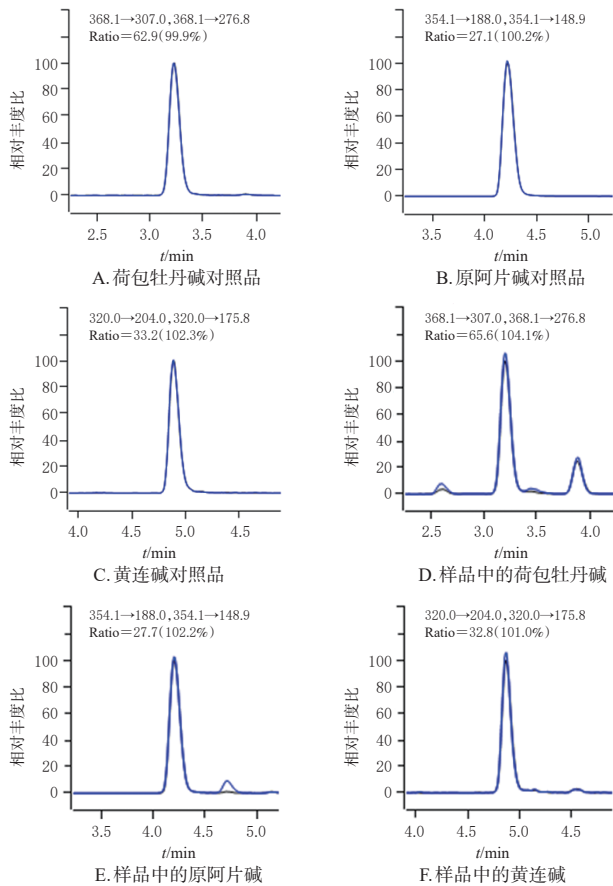 368.1→307.0,368.1→276.8
Ratio=62.9(99.9%)
100
80
60
40
20
0
相对丰度比
2.5 3.0 3.5 4.0
t/min
A.荷包牡丹碱对照品
354.1→188.0,354.1→148.9
Ratio=27.1(100.2%)
100
80
60
40
20
0
相对丰度比
3.5 4.0 4.5 5.0
t/min
B.原阿片碱对照品
320.0→204.0,320.0→175.8
Ratio=33.2(102.3%)
100
80
60
40
20
0
相对丰度比
4.0 4.5 5.0 4.5
t/min
C.黄连碱对照品
368.1→307.0,368.1→276.8
Ratio=65.6(104.1%)
100
80
60
40
20
0
相对丰度比
2.5 3.0 3.5 4.0
t/min
D.样品中的荷包牡丹碱
354.1→188.0,354.1→148.9
Ratio=27.7(102.2%)
100
80
60
40
20
0
相对丰度比
3.5 4.0 4.5 5.0
t/min
E.样品中的原阿片碱
320.0→204.0,320.0→175.8
Ratio=32.8(101.0%)
100
80
60
40
20
0
相对丰度比
4.0 4.5 5.0 4.5
t/min
F.样品中的黄连碱